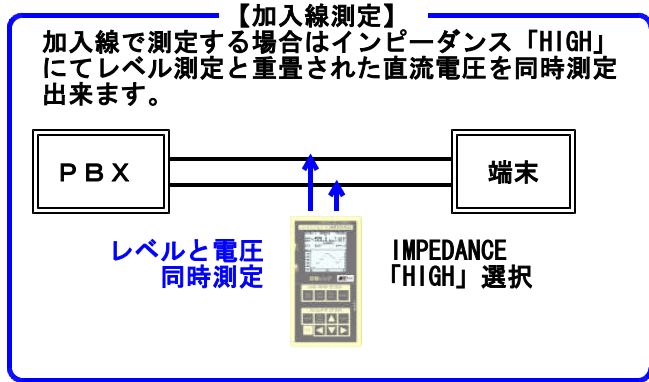 【加入線測定】
加入線で測定する場合はインピーダンス「HIGH」
にてレベル測定と重畳された直流電圧を同時測定
出来ます。
ＰＢＸ
端末
レベルと電圧
同時測定
IMPEDANCE
「HIGH」選択